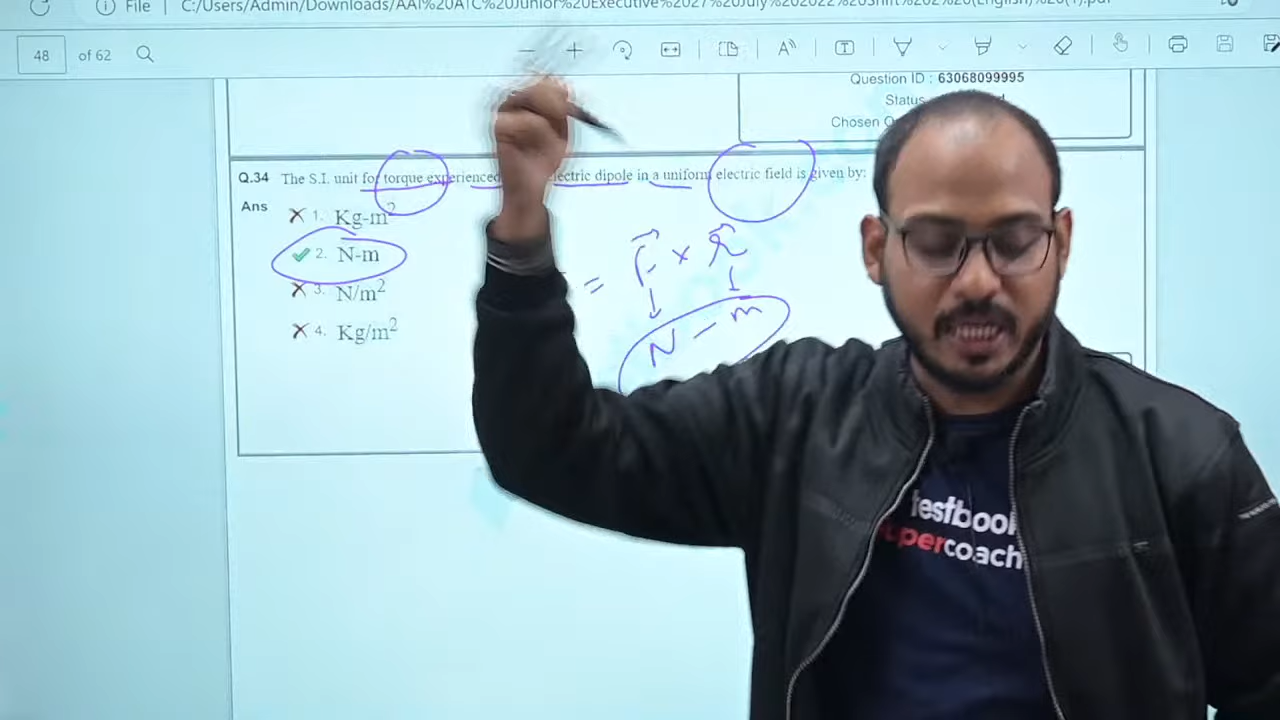 File | C:/Users/Admin/Downloads/AAI%20ATC%20Junior%20Executive%2027%20July%202022%20Shift%202%20(English)%20(1).pdf
48 of 62
Question ID : 63068099995
Status
Chosen
Q.34 The S.I. unit for torque experienced electric dipole in a uniform electric field is given by:
Ans 1. Kg-m²
2. N-m
3. N/m²
4. Kg/m²
= F × r
N - m
testbook
supercoach